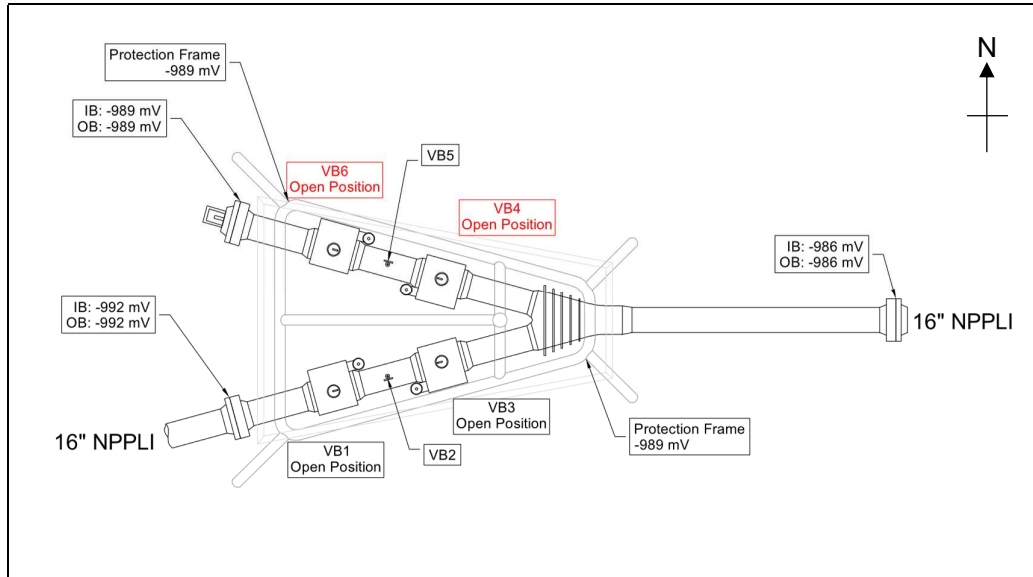 Protection Frame
-989 mV
N
IB: -989 mV
OB: -989 mV
VB5
VB6
Open Position
VB4
Open Position
IB: -986 mV
OB: -986 mV
IB: -992 mV
OB: -992 mV
16" NPPLI
16" NPPLI
VB3
Open Position
VB1
Open Position
VB2
Protection Frame
-989 mV